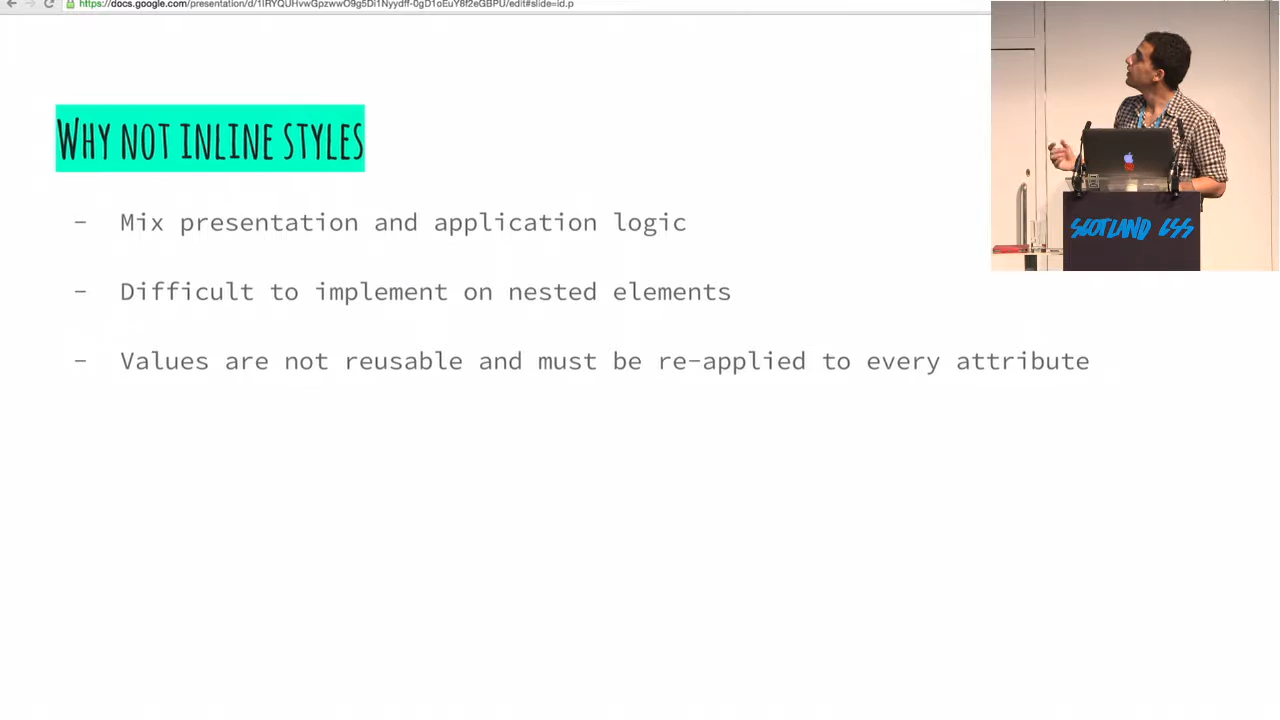 WHY NOT INLINE STYLES
- Mix presentation and application logic
- Difficult to implement on nested elements
- Values are not reusable and must be re-applied to every attribute
SCOTLAND CSS